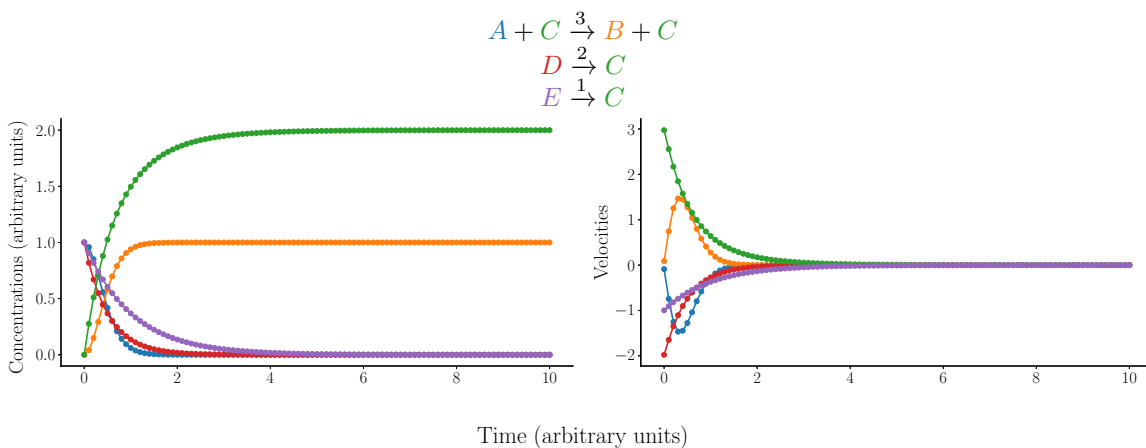 A + C 3→ B + C
D 2→ C
E 1→ C
Concentrations (arbitrary units)
2.0
1.5
1.0
0.5
0.0
0 2 4 6 8 10
Velocities
3
2
1
0
−1
−2
0 2 4 6 8 10
Time (arbitrary units)